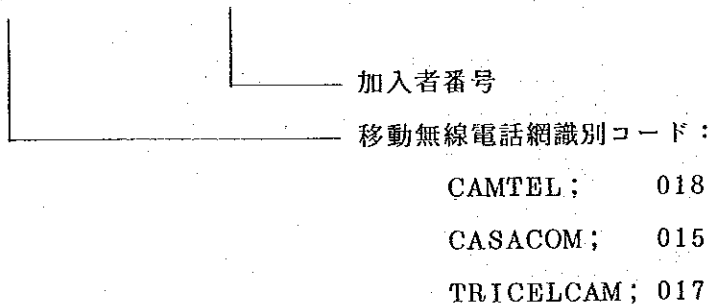 加入者番号
移動無線電話網識別コード：
CAMTEL； 018
CASACOM； 015
TRICELCAM； 017